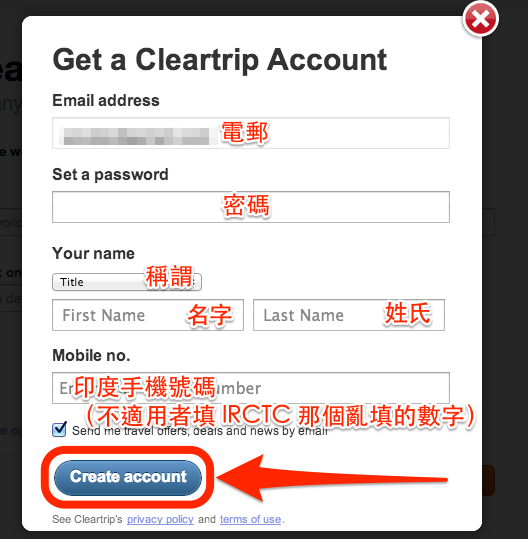 Get a Cleartrip Account
Email address
電郵
Set a password
密碼
Your name
Title 稱謂
First Name 名字 Last Name 姓氏
Mobile no.
印度手機號碼
(不適用者填 IRCTC 那個亂填的數字)
Send me travel offers, deals and news by email
Create account
See Cleartrip's privacy policy and terms of use.